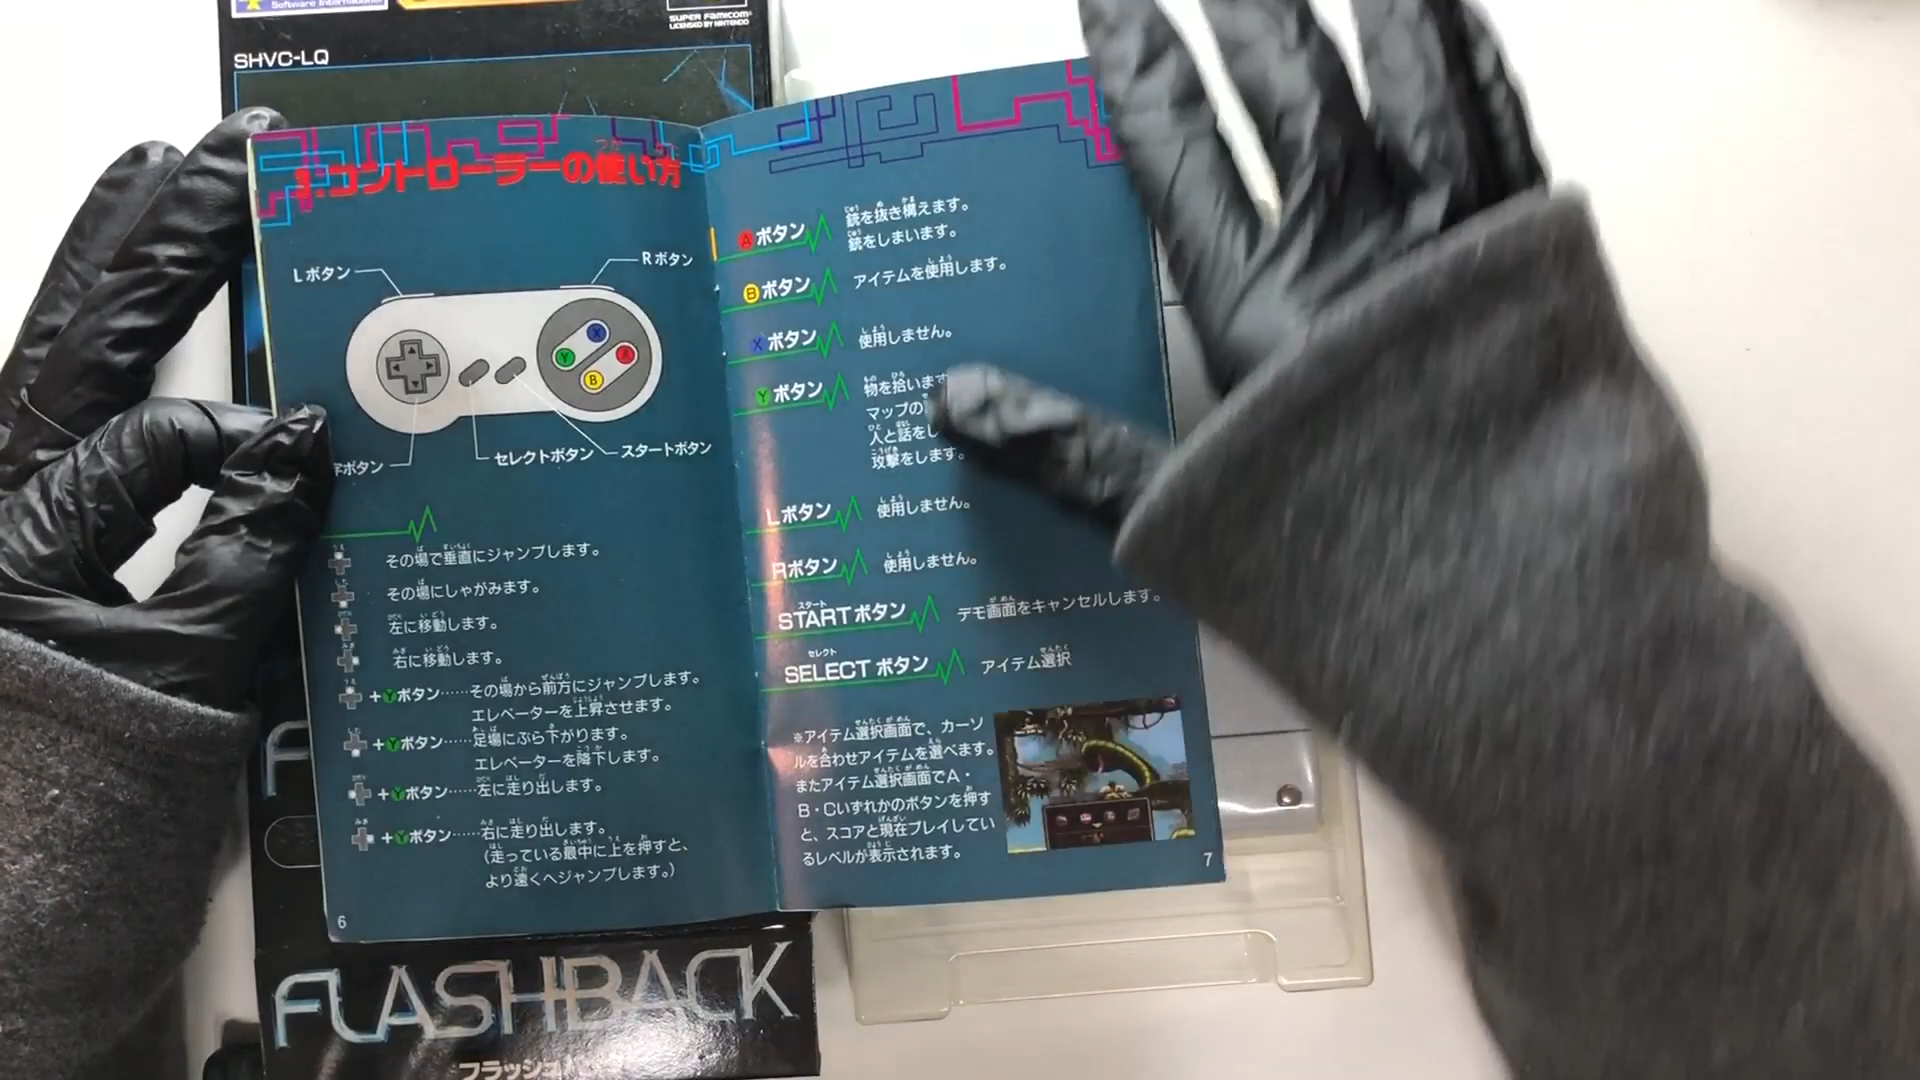 Software International
SUPER FAMICOM
LICENSED BY NINTENDO
SHVC-LQ
コントローラーの使い方
Lボタン
Rボタン
字ボタン
セレクトボタン
スタートボタン
その場で垂直にジャンプします。
その場にしゃがみます。
左に移動します。
右に移動します。
+Yボタン……その場から前方にジャンプします。
エレベーターを上昇させます。
+Yボタン……足場にぶら下がります。
エレベーターを降下します。
+Yボタン……左に走り出します。
+Yボタン……右に走り出します。
(走っている最中に上を押すと、
より遠くへジャンプします。)
6
Aボタン 銃を抜き構えます。
銃をしまいます。
Bボタン アイテムを使用します。
Xボタン 使用しません。
Yボタン 物を拾います
マップの
人と話をし
攻撃をします。
Lボタン 使用しません。
Rボタン 使用しません。
STARTボタン デモ画面をキャンセルします。
SELECTボタン アイテム選択
※アイテム選択画面で、カーソ
ルを合わせアイテムを選べます。
またアイテム選択画面でA・
B・Cいずれかのボタンを押す
と、スコアと現在プレイしてい
るレベルが表示されます。
7
FLASHBACK
フラッシュ